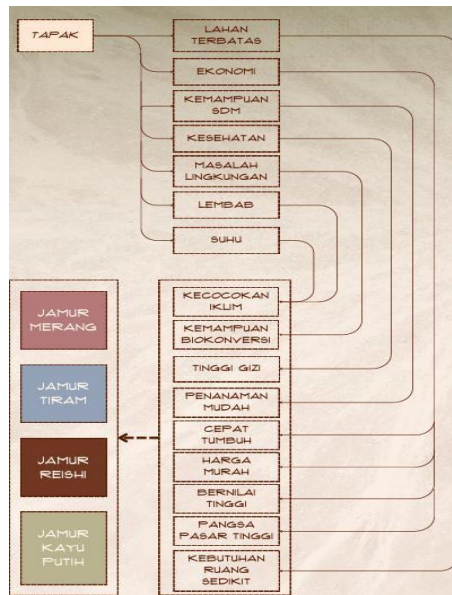 TAPAK
LAHAN
TERBATAS
EKONOMI
KEMAMPUAN
SDM
KESEHATAN
MASALAH
LINGKUNGAN
LEMBAB
SUHU
KECOCOKAN
IKLIM
KEMAMPUAN
BIOKONVERSI
TINGGI GIZI
PENANAMAN
MUDAH
CEPAT
TUMBUH
HARGA
MURAH
BERNILAI
TINGGI
PANGSA
PASAR TINGGI
KEBUTUHAN
RUANG
SEDIKIT
JAMUR
MERANG
JAMUR
TIRAM
JAMUR
REISHI
JAMUR
KAYU
PUTIH